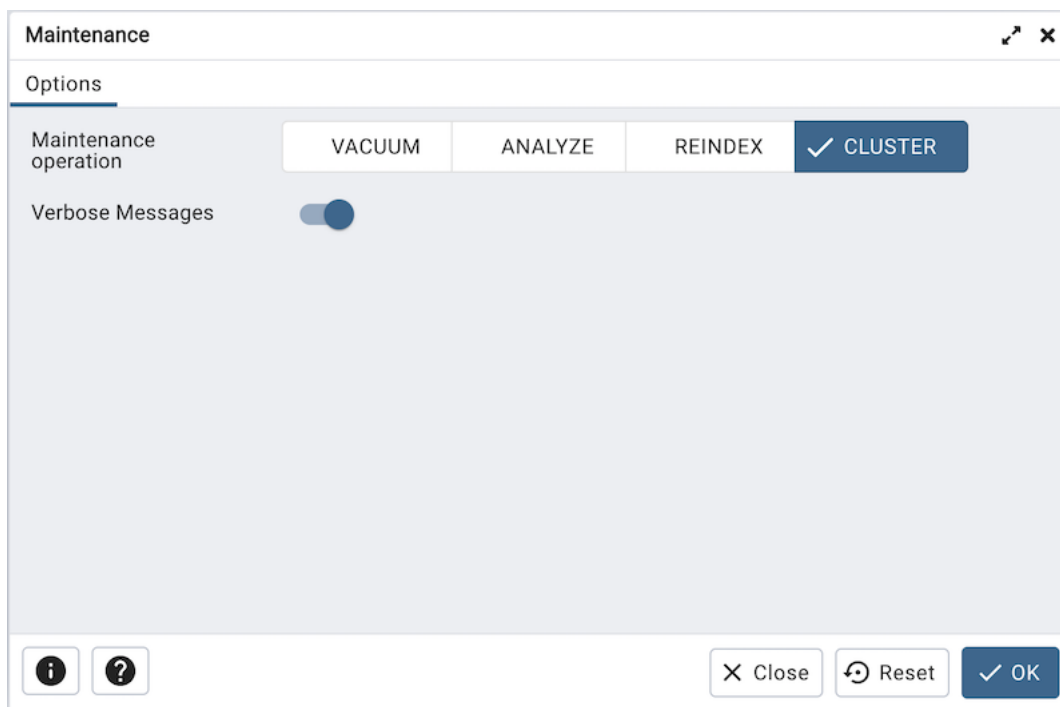 Maintenance
Options
Maintenance
operation
VACUUM ANALYZE REINDEX CLUSTER
Verbose Messages
Close Reset OK